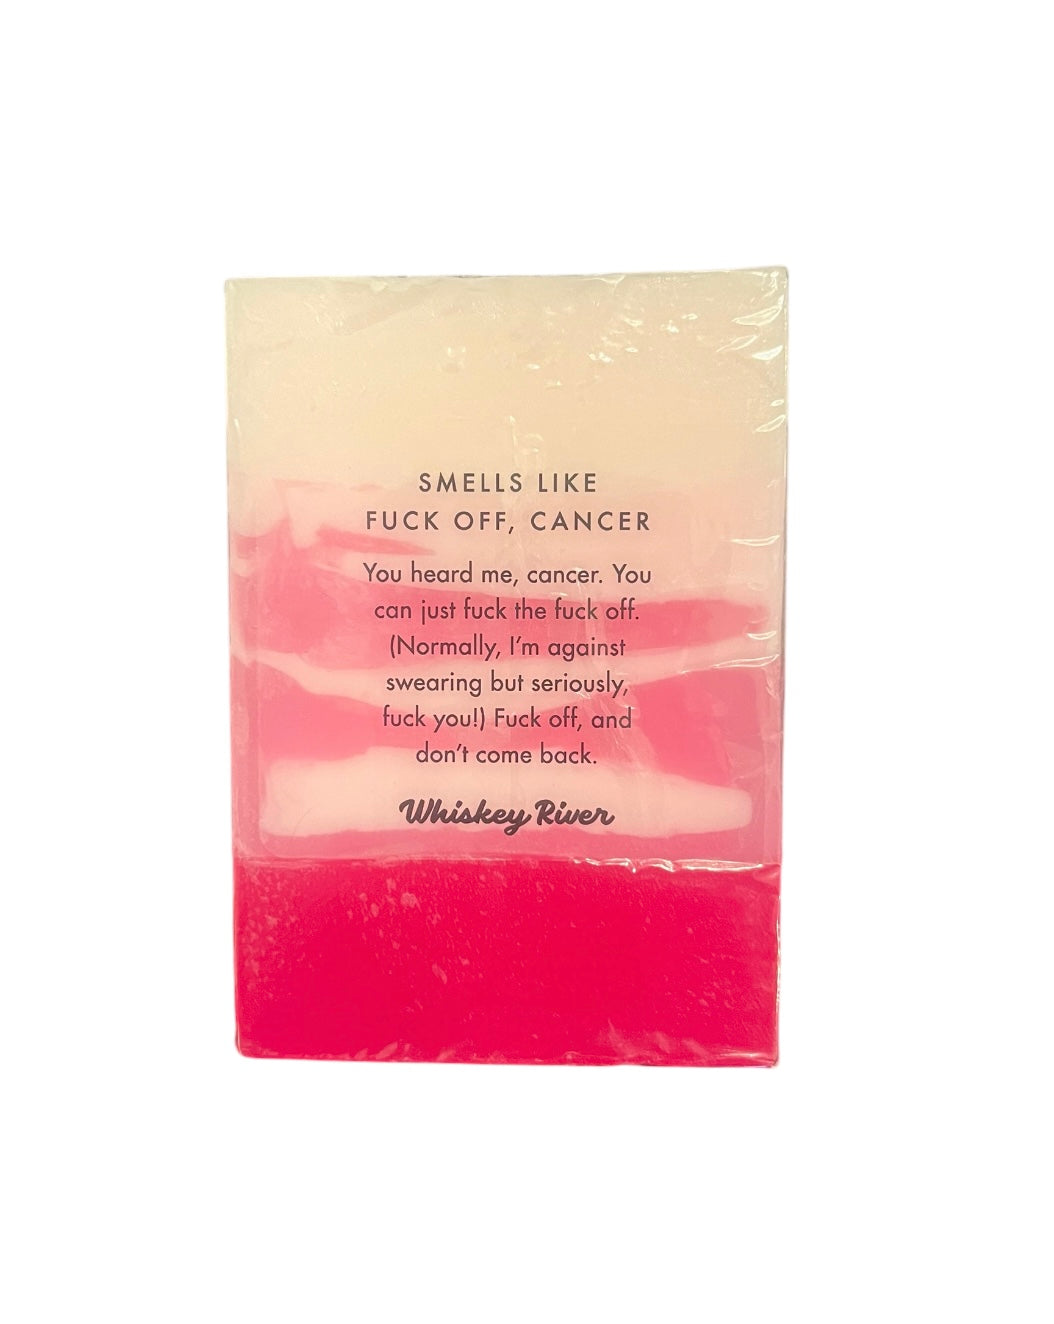 SMELLS LIKE
FUCK OFF, CANCER
You heard me, cancer. You
can just fuck the fuck off.
(Normally, I'm against
swearing but seriously,
fuck you!) Fuck off, and
don't come back.
Whiskey River